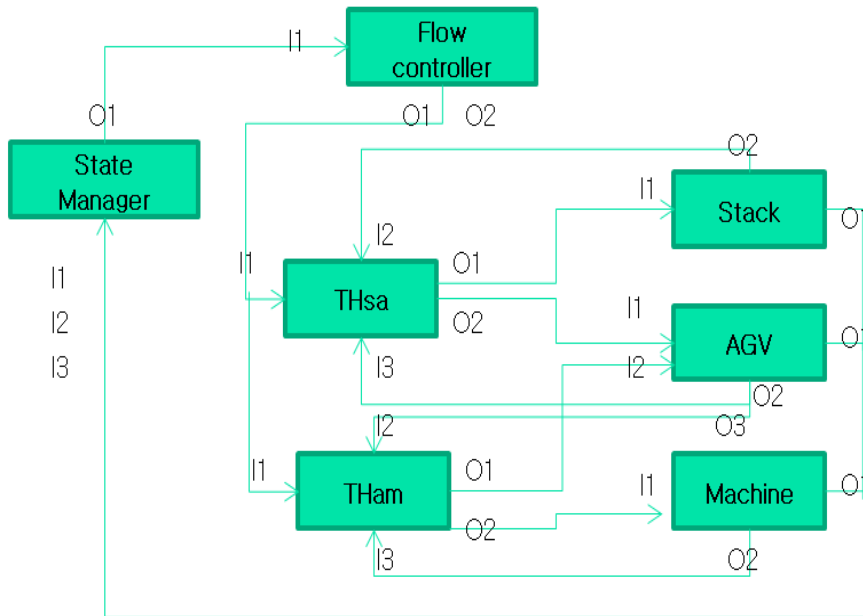 Flow
controller
I1
O1
O1
O2
State
Manager
O2
I1
Stack
O1
I2
I1
O1
THsa
I1
I2
I3
O2
I1
AGV
O1
I3
I2
O2
I2
O3
I1
THam
O1
I1
Machine
O1
O2
I3
O2